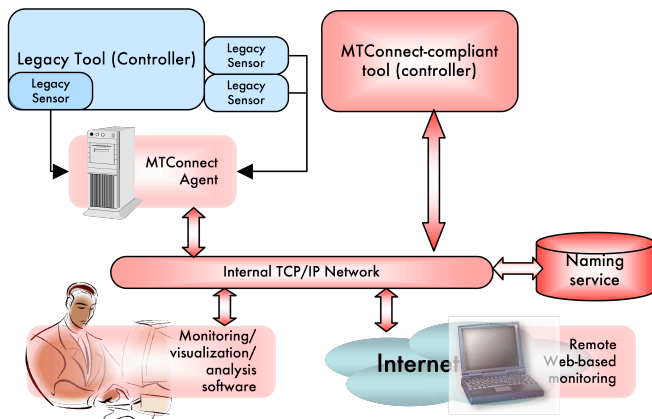 Legacy Tool (Controller)
Legacy
Sensor
Legacy
Sensor
Legacy
Sensor
MTConnect-compliant
tool (controller)
MTConnect
Agent
Internal TCP/IP Network
Naming
service
Monitoring/
visualization/
analysis
software
Internet
Remote
Web-based
monitoring